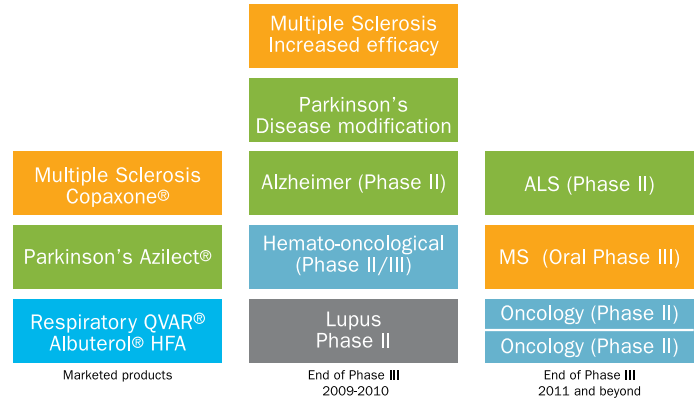 Multiple Sclerosis
Increased efficacy
Parkinson's
Disease modification
Multiple Sclerosis
Copaxone®
Alzheimer (Phase II)
ALS (Phase II)
Parkinson's Azilect®
Hemato-oncological
(Phase II/III)
MS (Oral Phase III)
Respiratory QVAR®
Albuterol® HFA
Lupus
Phase II
Oncology (Phase II)
Oncology (Phase II)
Marketed products
End of Phase III
2009-2010
End of Phase III
2011 and beyond